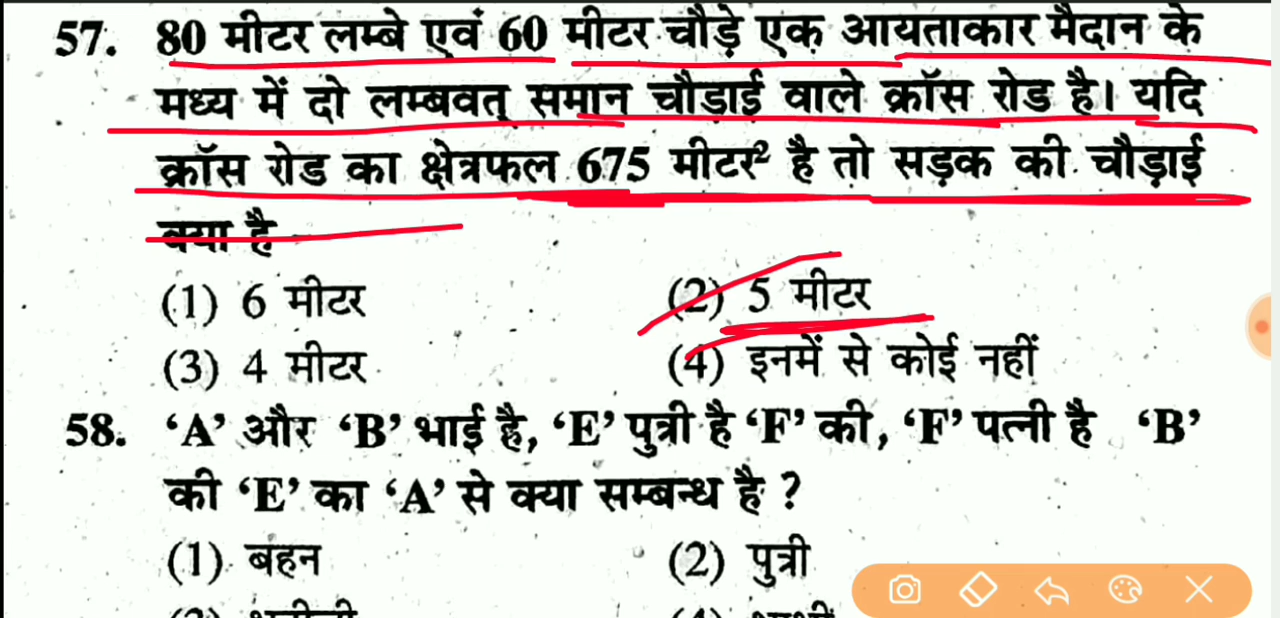 57. 80 मीटर लम्बे एवं 60 मीटर चौड़े एक आयताकार मैदान के
मध्य में दो लम्बवत् समान चौड़ाई वाले क्रॉस रोड है। यदि
क्रॉस रोड का क्षेत्रफल 675 मीटर² है तो सड़क की चौड़ाई
क्या है
(1) 6 मीटर (2) 5 मीटर
(3) 4 मीटर (4) इनमें से कोई नहीं
58. ‘A’ और ‘B’ भाई है, ‘E’ पुत्री है ‘F’ की, ‘F’ पत्नी है ‘B’
की ‘E’ का ‘A’ से क्या सम्बन्ध है ?
(1) बहन (2) पुत्री